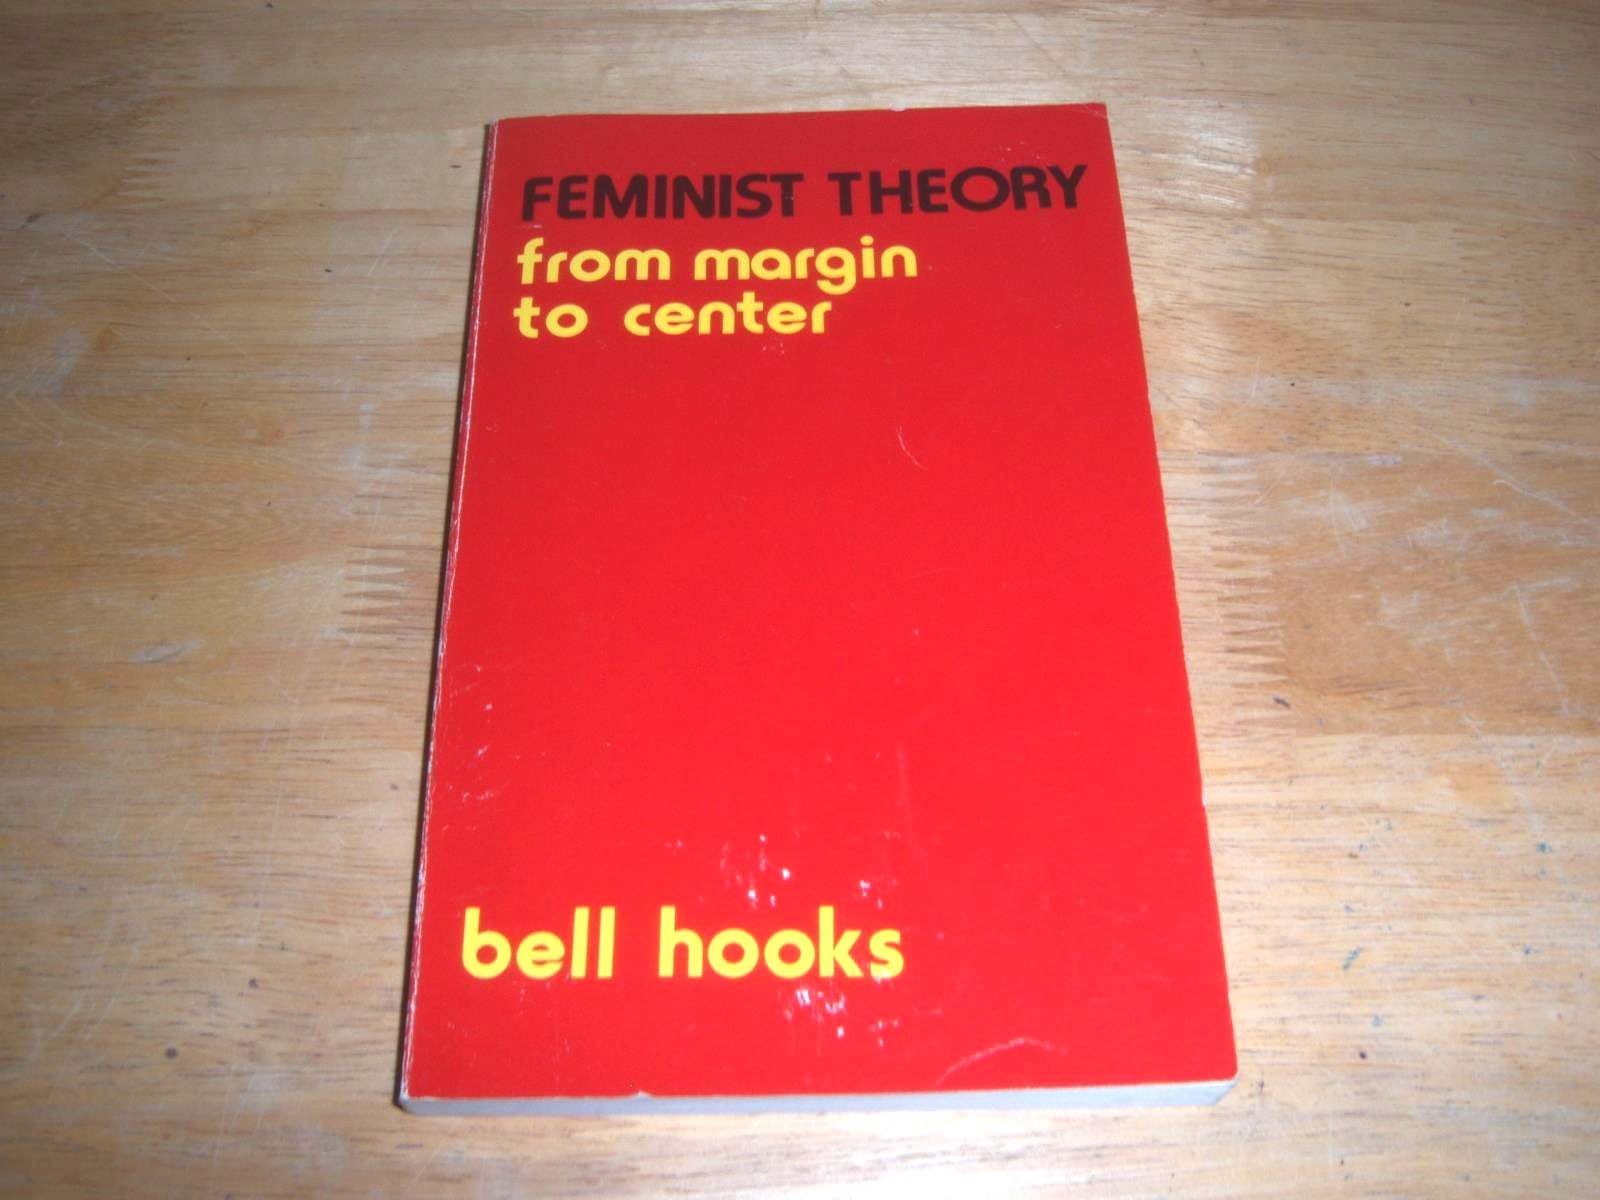 FEMINIST THEORY
from margin
to center
bell hooks